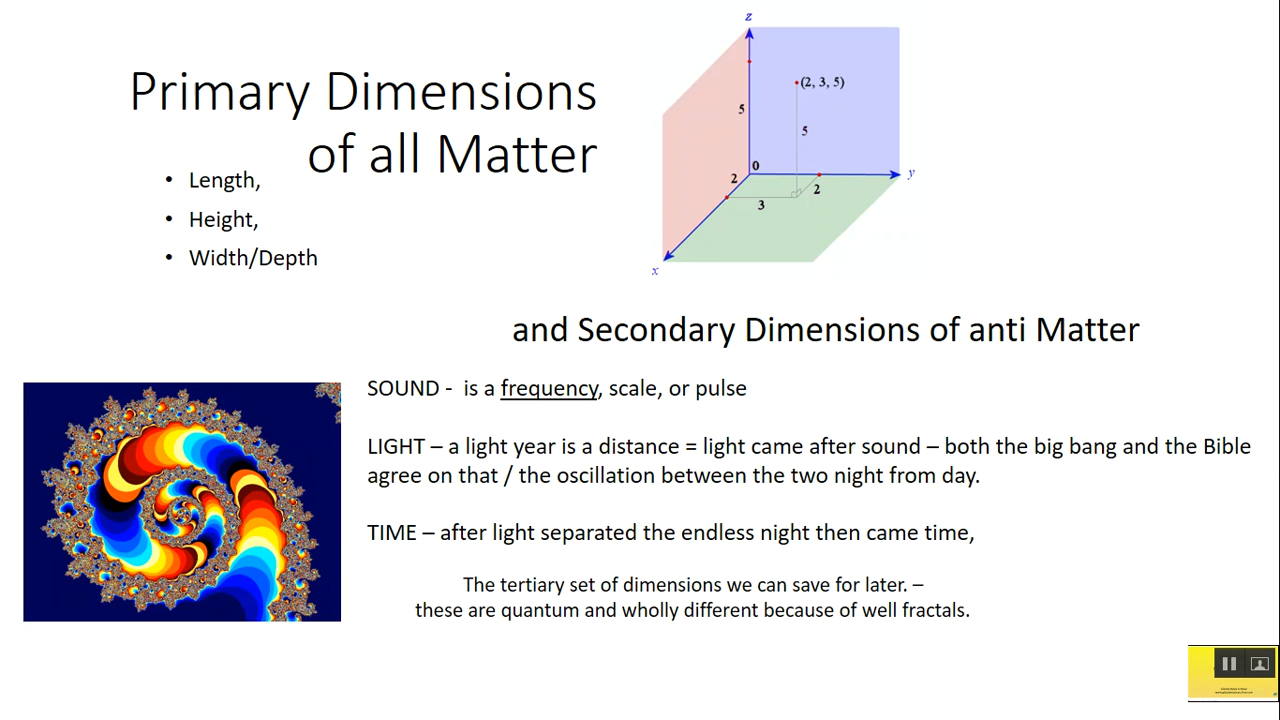 Primary Dimensions
of all Matter
• Length,
• Height,
• Width/Depth
z
(2, 3, 5)
5
5
0
2
y
2
3
x
and Secondary Dimensions of anti Matter
SOUND - is a frequency, scale, or pulse
LIGHT – a light year is a distance = light came after sound – both the big bang and the Bible
agree on that / the oscillation between the two night from day.
TIME – after light separated the endless night then came time,
The tertiary set of dimensions we can save for later. –
these are quantum and wholly different because of well fractals.